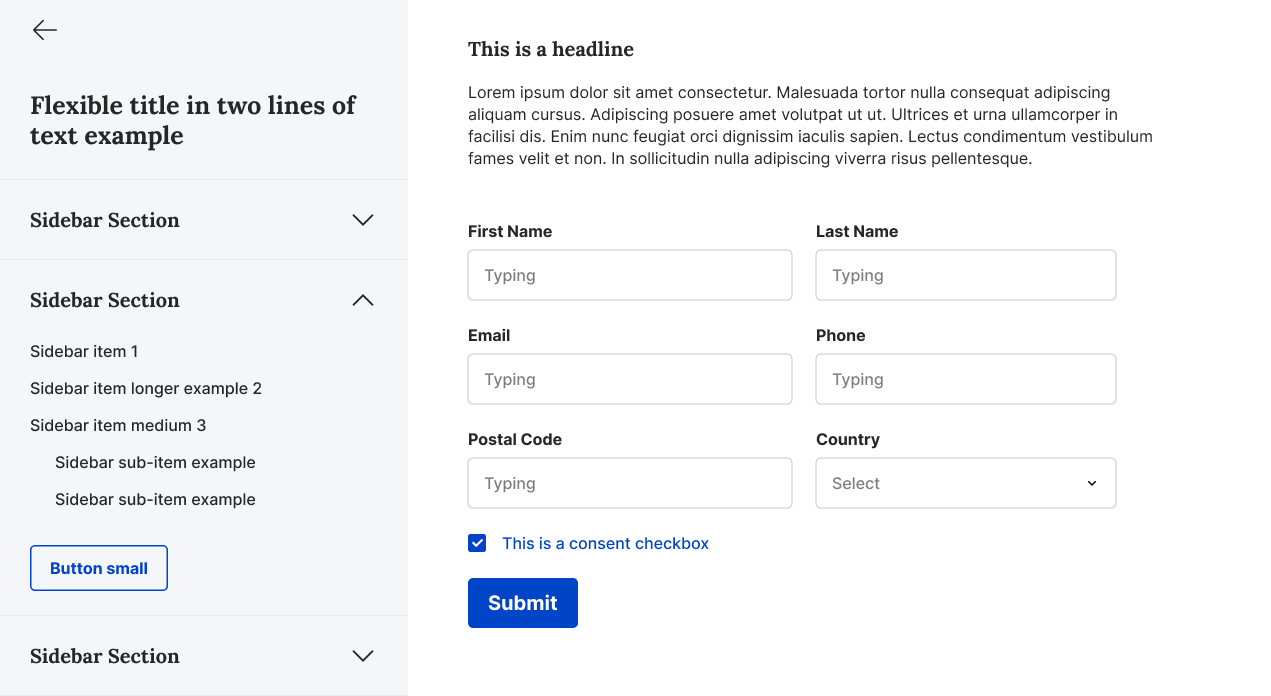 Flexible title in two lines of
text example
Sidebar Section
Sidebar Section
Sidebar item 1
Sidebar item longer example 2
Sidebar item medium 3
Sidebar sub-item example
Sidebar sub-item example
Button small
Sidebar Section
This is a headline
Lorem ipsum dolor sit amet consectetur. Malesuada tortor nulla consequat adipiscing
aliquam cursus. Adipiscing posuere amet volutpat ut ut. Ultrices et urna ullamcorper in
facilisi dis. Enim nunc feugiat orci dignissim iaculis sapien. Lectus condimentum vestibulum
fames velit et non. In sollicitudin nulla adipiscing viverra risus pellentesque.
First Name
Last Name
Typing
Typing
Email
Phone
Typing
Typing
Postal Code
Country
Typing
Select
This is a consent checkbox
Submit